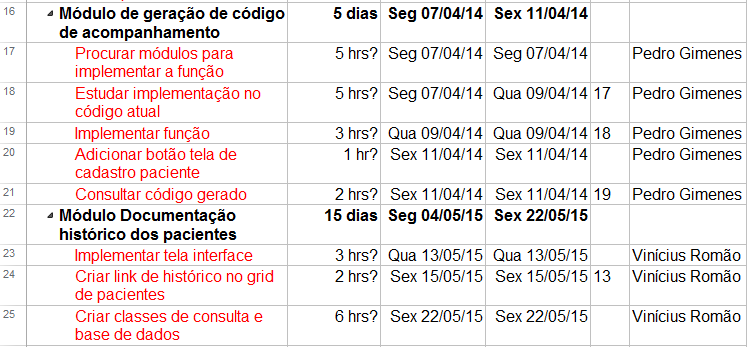 16 Módulo de geração de código 5 dias Seg 07/04/14 Sex 11/04/14
de acompanhamento
17 Procurar módulos para 5 hrs? Seg 07/04/14 Seg 07/04/14 Pedro Gimenes
implementar a função
18 Estudar implementação no 5 hrs? Seg 07/04/14 Qua 09/04/14 17 Pedro Gimenes
código atual
19 Implementar função 3 hrs? Qua 09/04/14 Qua 09/04/14 18 Pedro Gimenes
20 Adicionar botão tela de 1 hr? Sex 11/04/14 Sex 11/04/14 Pedro Gimenes
cadastro paciente
21 Consultar código gerado 2 hrs? Sex 11/04/14 Sex 11/04/14 19 Pedro Gimenes
22 Módulo Documentação 15 dias Seg 04/05/15 Sex 22/05/15
histórico dos pacientes
23 Implementar tela interface 3 hrs? Qua 13/05/15 Qua 13/05/15 Vinícius Romão
24 Criar link de histórico no grid 2 hrs? Sex 15/05/15 Sex 15/05/15 13 Vinícius Romão
de pacientes
25 Criar classes de consulta e 6 hrs? Sex 22/05/15 Sex 22/05/15 Vinícius Romão
base de dados